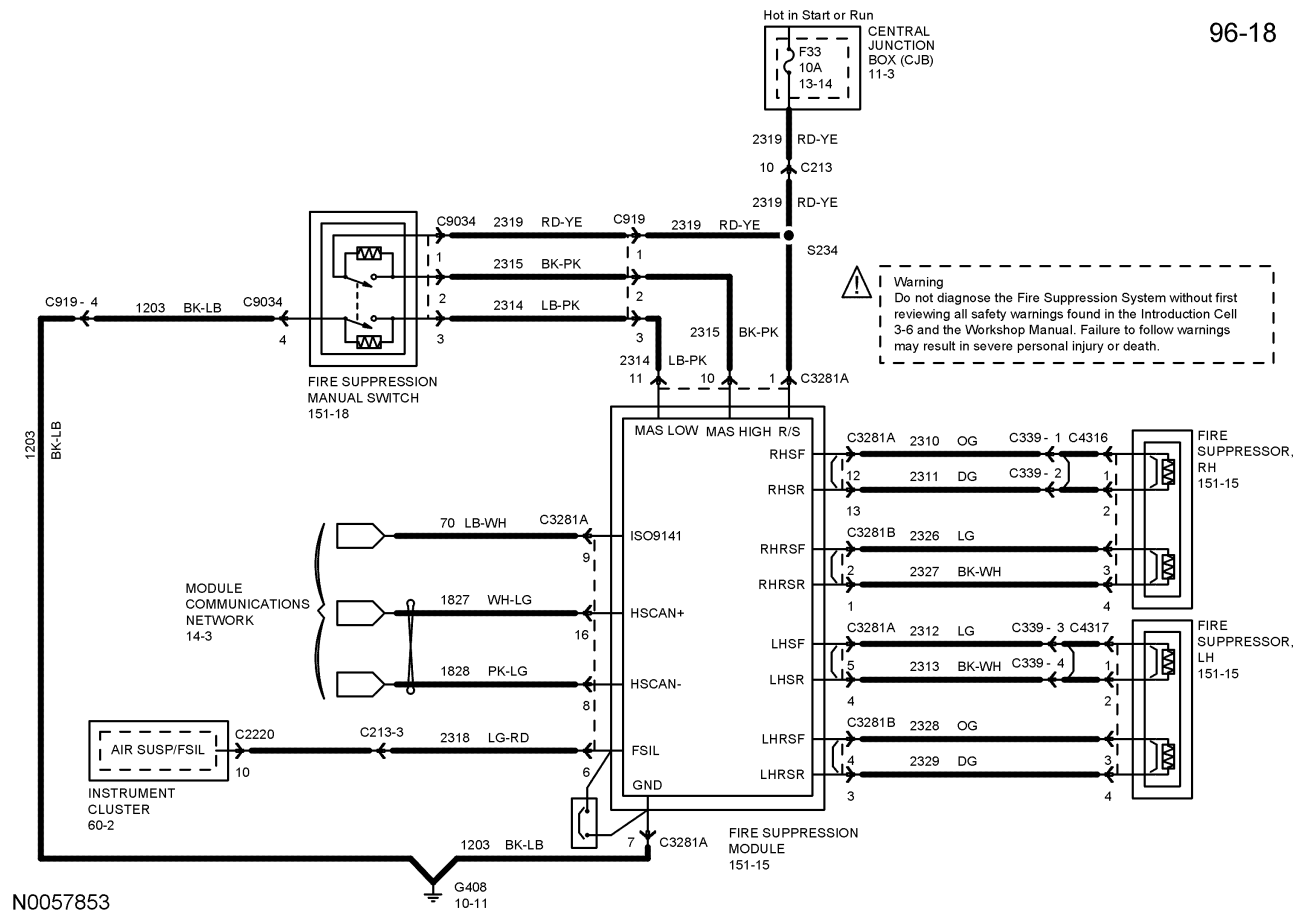 Hot in Start or Run
96-18
CENTRAL
JUNCTION
BOX (CJB)
11-3
F33
10A
13-14
2319 RD-YE
10 C213
2319 RD-YE
S234
C9034 2319 RD-YE C919 2319 RD-YE
1 1
2315 BK-PK
2 2
2314 LB-PK
3 3
C919 - 4 1203 BK-LB C9034
4
2315 BK-PK
2314 LB-PK
11 10 1 C3281A
FIRE SUPPRESSION
MANUAL SWITCH
151-18
Warning
Do not diagnose the Fire Suppression System without first
reviewing all safety warnings found in the Introduction Cell
3-6 and the Workshop Manual. Failure to follow warnings
may result in severe personal injury or death.
1203 BK-LB
MAS LOW MAS HIGH R/S
RHSF C3281A 2310 OG C339 - 1 C4316
12 1
RHSR 2311 DG C339 - 2
13 2
RHRSF C3281B 2326 LG
2 3
RHRSR 2327 BK-WH
1 4
FIRE
SUPPRESSOR,
RH
151-15
LHSF C3281A 2312 LG C339 - 3 C4317
5 1
LHSR 2313 BK-WH C339 - 4
4 2
LHRSF C3281B 2328 OG
4 3
LHRSR 2329 DG
3 4
FIRE
SUPPRESSOR,
LH
151-15
70 LB-WH C3281A ISO9141
9
1827 WH-LG HSCAN+
16
1828 PK-LG HSCAN-
8
MODULE
COMMUNICATIONS
NETWORK
14-3
AIR SUSP/FSIL C2220 C213-3 2318 LG-RD FSIL
10 6
INSTRUMENT
CLUSTER
60-2
GND
7 C3281A
FIRE SUPPRESSION
MODULE
151-15
1203 BK-LB
G408
10-11
N0057853